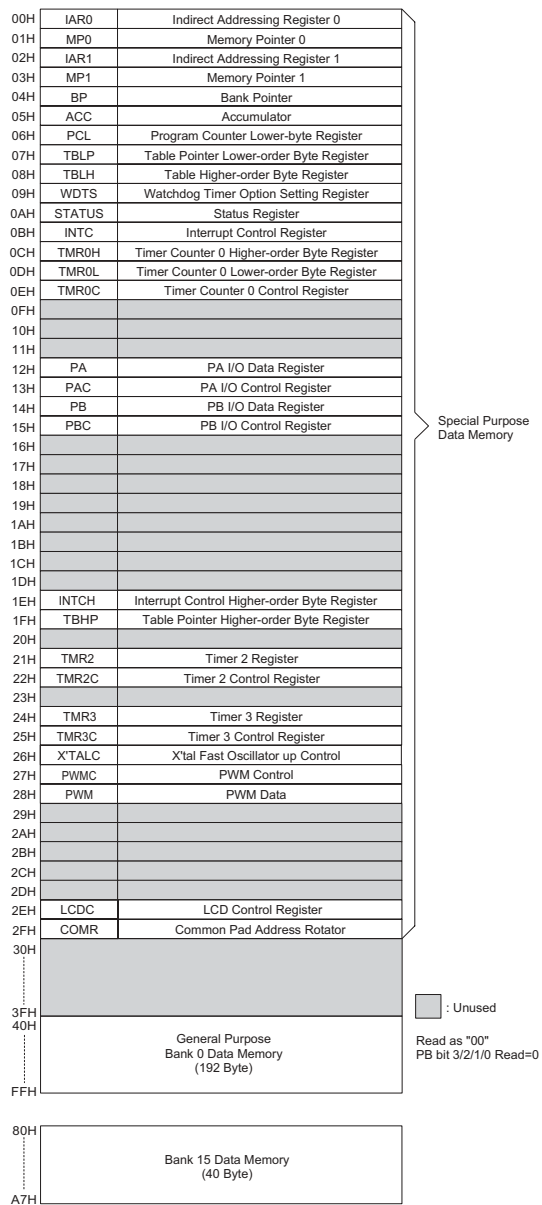 00H IAR0 Indirect Addressing Register 0
01H MP0 Memory Pointer 0
02H IAR1 Indirect Addressing Register 1
03H MP1 Memory Pointer 1
04H BP Bank Pointer
05H ACC Accumulator
06H PCL Program Counter Lower-byte Register
07H TBLP Table Pointer Lower-order Byte Register
08H TBLH Table Higher-order Byte Register
09H WDTS Watchdog Timer Option Setting Register
0AH STATUS Status Register
0BH INTC Interrupt Control Register
0CH TMR0H Timer Counter 0 Higher-order Byte Register
0DH TMR0L Timer Counter 0 Lower-order Byte Register
0EH TMR0C Timer Counter 0 Control Register
0FH
10H
11H
12H PA PA I/O Data Register
13H PAC PA I/O Control Register
14H PB PB I/O Data Register
15H PBC PB I/O Control Register
Special Purpose
Data Memory
16H
17H
18H
19H
1AH
1BH
1CH
1DH
1EH INTCH Interrupt Control Higher-order Byte Register
1FH TBHP Table Pointer Higher-order Byte Register
20H
21H TMR2 Timer 2 Register
22H TMR2C Timer 2 Control Register
23H
24H TMR3 Timer 3 Register
25H TMR3C Timer 3 Control Register
26H X'TALC X'tal Fast Oscillator up Control
27H PWMC PWM Control
28H PWM PWM Data
29H
2AH
2BH
2CH
2DH
2EH LCDC LCD Control Register
2FH COMR Common Pad Address Rotator
30H
3FH
: Unused
40H
General Purpose
Bank 0 Data Memory
(192 Byte)
Read as "00"
PB bit 3/2/1/0 Read=0
FFH
80H
Bank 15 Data Memory
(40 Byte)
A7H